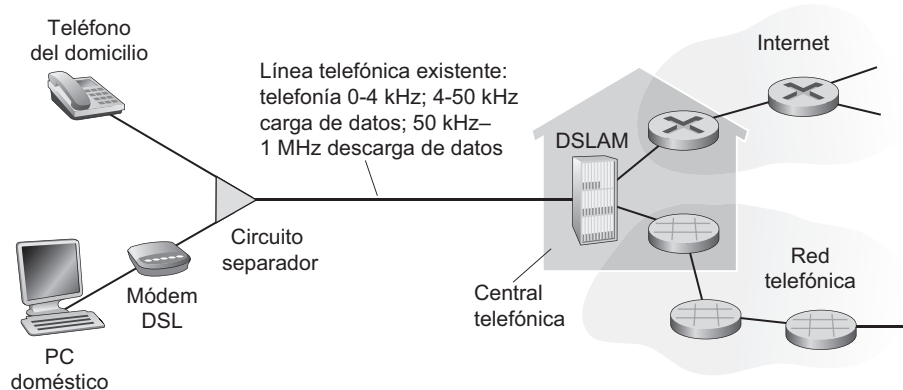 Teléfono
del domicilio
Línea telefónica existente:
telefonía 0-4 kHz; 4-50 kHz
carga de datos; 50 kHz–
1 MHz descarga de datos
Internet
DSLAM
Circuito
separador
Módem
DSL
PC
doméstico
Central
telefónica
Red
telefónica